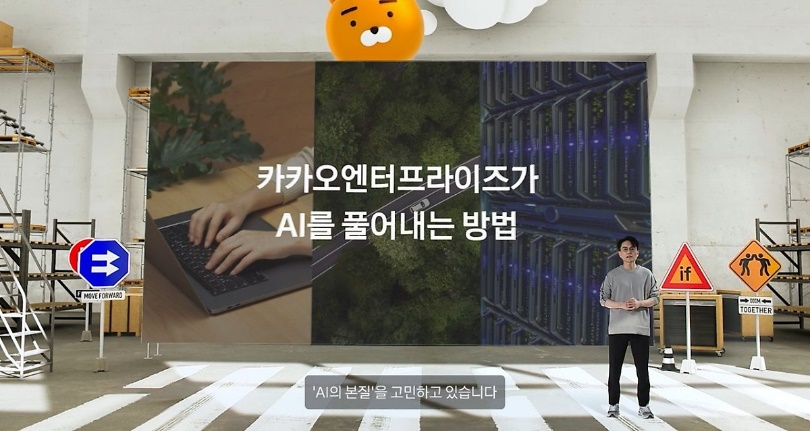 카카오엔터프라이즈가
AI를 풀어내는 방법
MOVE FORWARD
if
TOGETHER
'AI의 본질'을 고민하고 있습니다